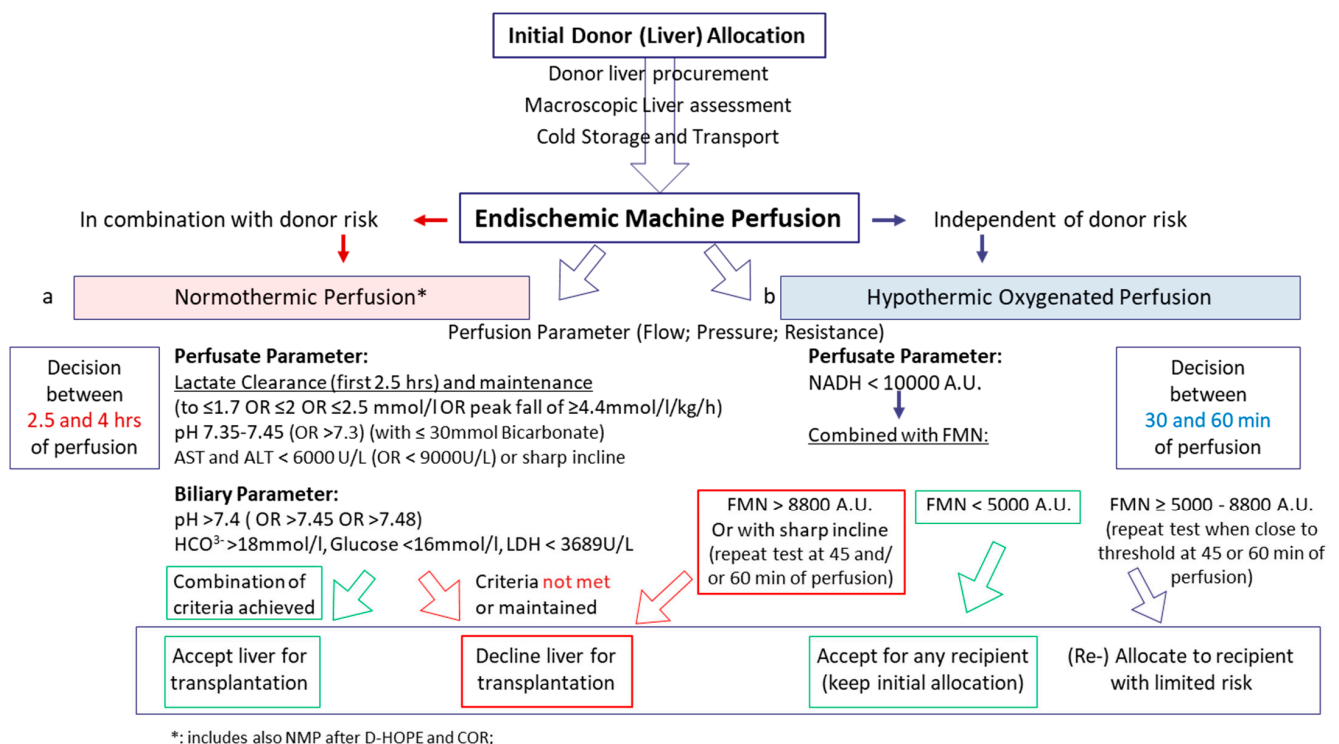 Initial Donor (Liver) Allocation
Donor liver procurement
Macroscopic Liver assessment
Cold Storage and Transport
In combination with donor risk
Endischemic Machine Perfusion
Independent of donor risk
a
Normothermic Perfusion*
b
Hypothermic Oxygenated Perfusion
Perfusion Parameter (Flow; Pressure; Resistance)
Decision
between
2.5 and 4 hrs
of perfusion
Perfusate Parameter:
Lactate Clearance (first 2.5 hrs) and maintenance
(to ≤1.7 OR ≤2 OR ≤2.5 mmol/l OR peak fall of ≥4.4mmol/l/kg/h)
pH 7.35-7.45 (OR >7.3) (with ≤ 30mmol Bicarbonate)
AST and ALT < 6000 U/L (OR < 9000U/L) or sharp incline
Biliary Parameter:
pH >7.4 ( OR >7.45 OR >7.48)
HCO³⁻ >18mmol/l, Glucose <16mmol/l, LDH < 3689U/L
Perfusate Parameter:
NADH < 10000 A.U.
Combined with FMN:
Decision
between
30 and 60 min
of perfusion
FMN > 8800 A.U.
Or with sharp incline
(repeat test at 45 and/
or 60 min of perfusion)
FMN < 5000 A.U.
FMN ≥ 5000 - 8800 A.U.
(repeat test when close to
threshold at 45 or 60 min of
perfusion)
Combination of
criteria achieved
Criteria not met
or maintained
Accept liver for
transplantation
Decline liver for
transplantation
Accept for any recipient
(keep initial allocation)
(Re-) Allocate to recipient
with limited risk
*: includes also NMP after D-HOPE and COR;